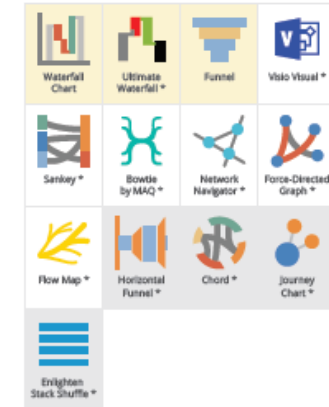 Waterfall
Chart
Ultimate
Waterfall *
Funnel
V
Visio Visual *
Sankey *
Bowtie
by MAQ *
Network
Navigator *
Force-Directed
Graph *
Flow Map *
Horizontal
Funnel *
Chord *
Journey
Chart *
Enlighten
Stack Shuffle *